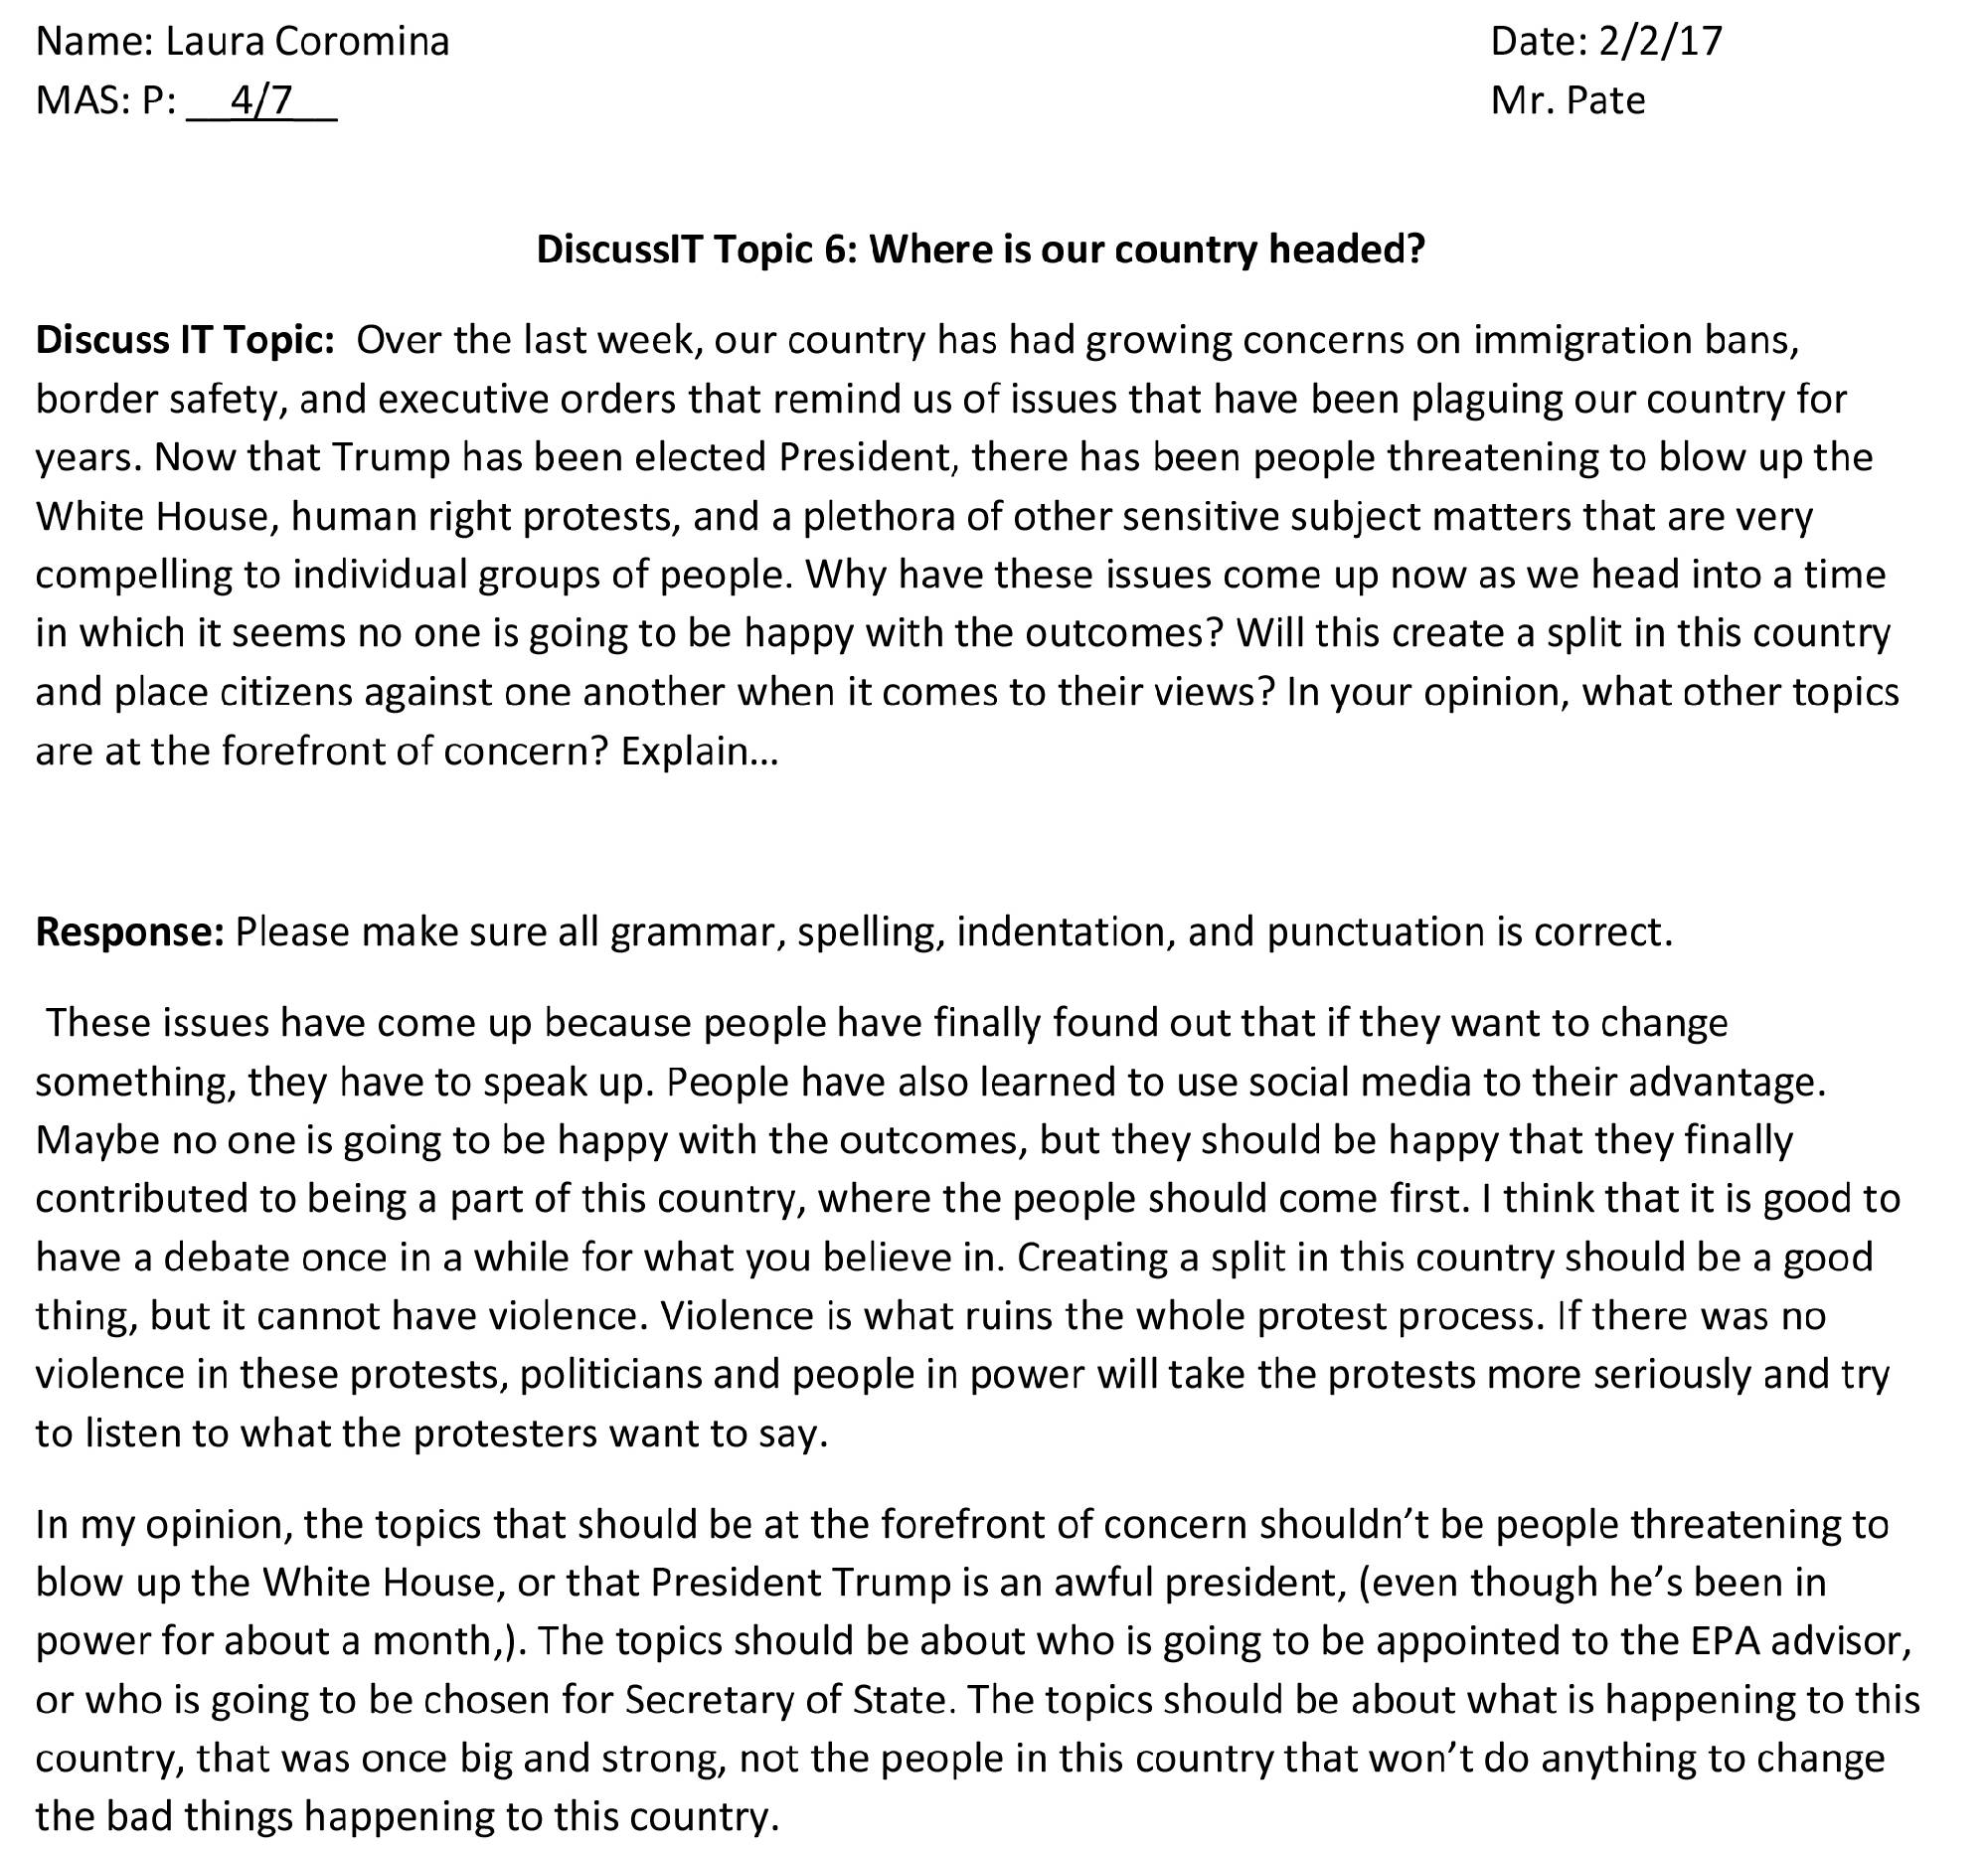 Name: Laura Coromina Date: 2/2/17
MAS: P: __4/7__ Mr. Pate
DiscussIT Topic 6: Where is our country headed?
Discuss IT Topic: Over the last week, our country has had growing concerns on immigration bans,
border safety, and executive orders that remind us of issues that have been plaguing our country for
years. Now that Trump has been elected President, there has been people threatening to blow up the
White House, human right protests, and a plethora of other sensitive subject matters that are very
compelling to individual groups of people. Why have these issues come up now as we head into a time
in which it seems no one is going to be happy with the outcomes? Will this create a split in this country
and place citizens against one another when it comes to their views? In your opinion, what other topics
are at the forefront of concern? Explain...
Response: Please make sure all grammar, spelling, indentation, and punctuation is correct.
These issues have come up because people have finally found out that if they want to change
something, they have to speak up. People have also learned to use social media to their advantage.
Maybe no one is going to be happy with the outcomes, but they should be happy that they finally
contributed to being a part of this country, where the people should come first. I think that it is good to
have a debate once in a while for what you believe in. Creating a split in this country should be a good
thing, but it cannot have violence. Violence is what ruins the whole protest process. If there was no
violence in these protests, politicians and people in power will take the protests more seriously and try
to listen to what the protesters want to say.
In my opinion, the topics that should be at the forefront of concern shouldn’t be people threatening to
blow up the White House, or that President Trump is an awful president, (even though he’s been in
power for about a month,). The topics should be about who is going to be appointed to the EPA advisor,
or who is going to be chosen for Secretary of State. The topics should be about what is happening to this
country, that was once big and strong, not the people in this country that won’t do anything to change
the bad things happening to this country.